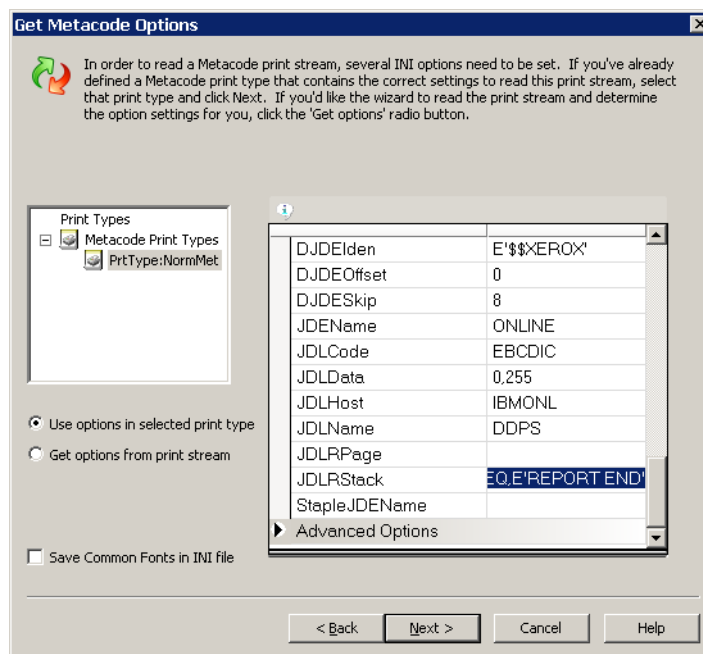 Get Metacode Options
In order to read a Metacode print stream, several INI options need to be set. If you've already
defined a Metacode print type that contains the correct settings to read this print stream, select
that print type and click Next. If you'd like the wizard to read the print stream and determine
the option settings for you, click the 'Get options' radio button.
Print Types
Metacode Print Types
PrtType:NormMet
Use options in selected print type
Get options from print stream
Save Common Fonts in INI file
DJDEIden E'$$XEROX'
DJDEOffset 0
DJDESkip 8
JDEName ONLINE
JDLCode EBCDIC
JDLData 0,255
JDLHost IBMONL
JDLName DDPS
JDLRPage
JDLRStack EQ,E'REPORT END'
StapleJDEName
Advanced Options
< Back Next > Cancel Help